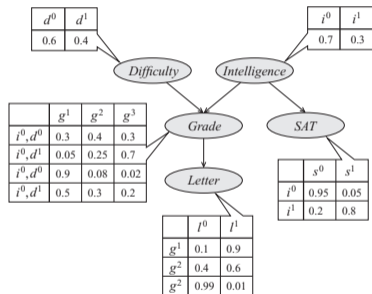 d⁰ d¹
0.6 0.4
i⁰ i¹
0.7 0.3
Difficulty
Intelligence
g¹ g² g³
i⁰,d⁰ 0.3 0.4 0.3
i⁰,d¹ 0.05 0.25 0.7
i⁰,d⁰ 0.9 0.08 0.02
i⁰,d¹ 0.5 0.3 0.2
Grade
SAT
s⁰ s¹
i⁰ 0.95 0.05
i¹ 0.2 0.8
Letter
l⁰ l¹
g¹ 0.1 0.9
g² 0.4 0.6
g² 0.99 0.01